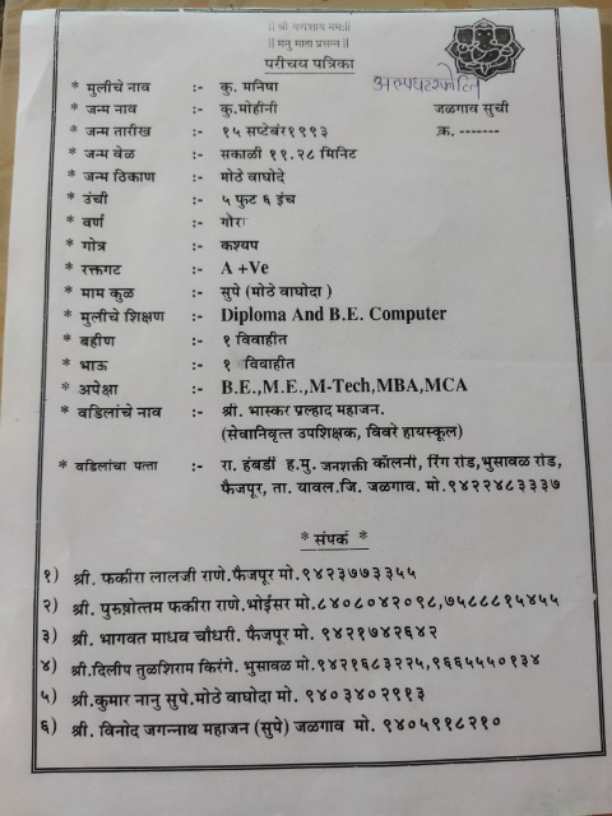 || श्री गणेशाय नमः||
|| मनु माता प्रसन्न ||
परीचय पत्रिका
* मुलीचे नाव :- कु. मनिषा
* जन्म नाव :- कु.मोहीनी जळगाव सुची
* जन्म तारीख :- १५ सप्टेंबर१९९३ क्र. -------
* जन्म वेळ :- सकाळी ११.२८ मिनिट
* जन्म ठिकाण :- मोठे वाघोदे
* उंची :- ५ फुट ६ इंच
* वर्ण :- गोरा
* गोत्र :- कश्यप
* रक्तगट :- A +Ve
* माम कुळ :- सुपे (मोठे वाघोदा )
* मुलीचे शिक्षण :- Diploma And B.E. Computer
* बहीण :- १ विवाहीत
* भाऊ :- १ विवाहीत
* अपेक्षा :- B.E.,M.E.,M-Tech,MBA,MCA
* वडिलांचे नाव :- श्री. भास्कर प्रल्हाद महाजन.
(सेवानिवृत्त उपशिक्षक, विवरे हायस्कूल)
* वडिलांचा पत्ता :- रा. हंबर्डी ह.मु. जनशक्ती कॉलनी, रिंग रोड,भुसावळ रोड,
फैजपूर, ता. यावल.जि. जळगाव. मो.९४२२४८३३३७
* संपर्क *
१) श्री. फकीरा लालजी राणे.फैजपूर मो.९४२३७७३३५५
२) श्री. पुरुषोत्तम फकीरा राणे.भोईसर मो.८४०८०४२०९८,७५८८८१५४५५
३) श्री. भागवत माधव चौधरी. फैजपूर मो. ९४२१७४२६४२
४) श्री.दिलीप तुळशिराम किरंगे. भुसावळ मो.९४२१६८३२२५,९६६५५५०१३४
५) श्री.कुमार नानु सुपे.मोठे वाघोदा मो. ९४०३४०२९१३
६) श्री. विनोद जगन्नाथ महाजन (सुपे) जळगाव मो. ९४०५९१८२१०